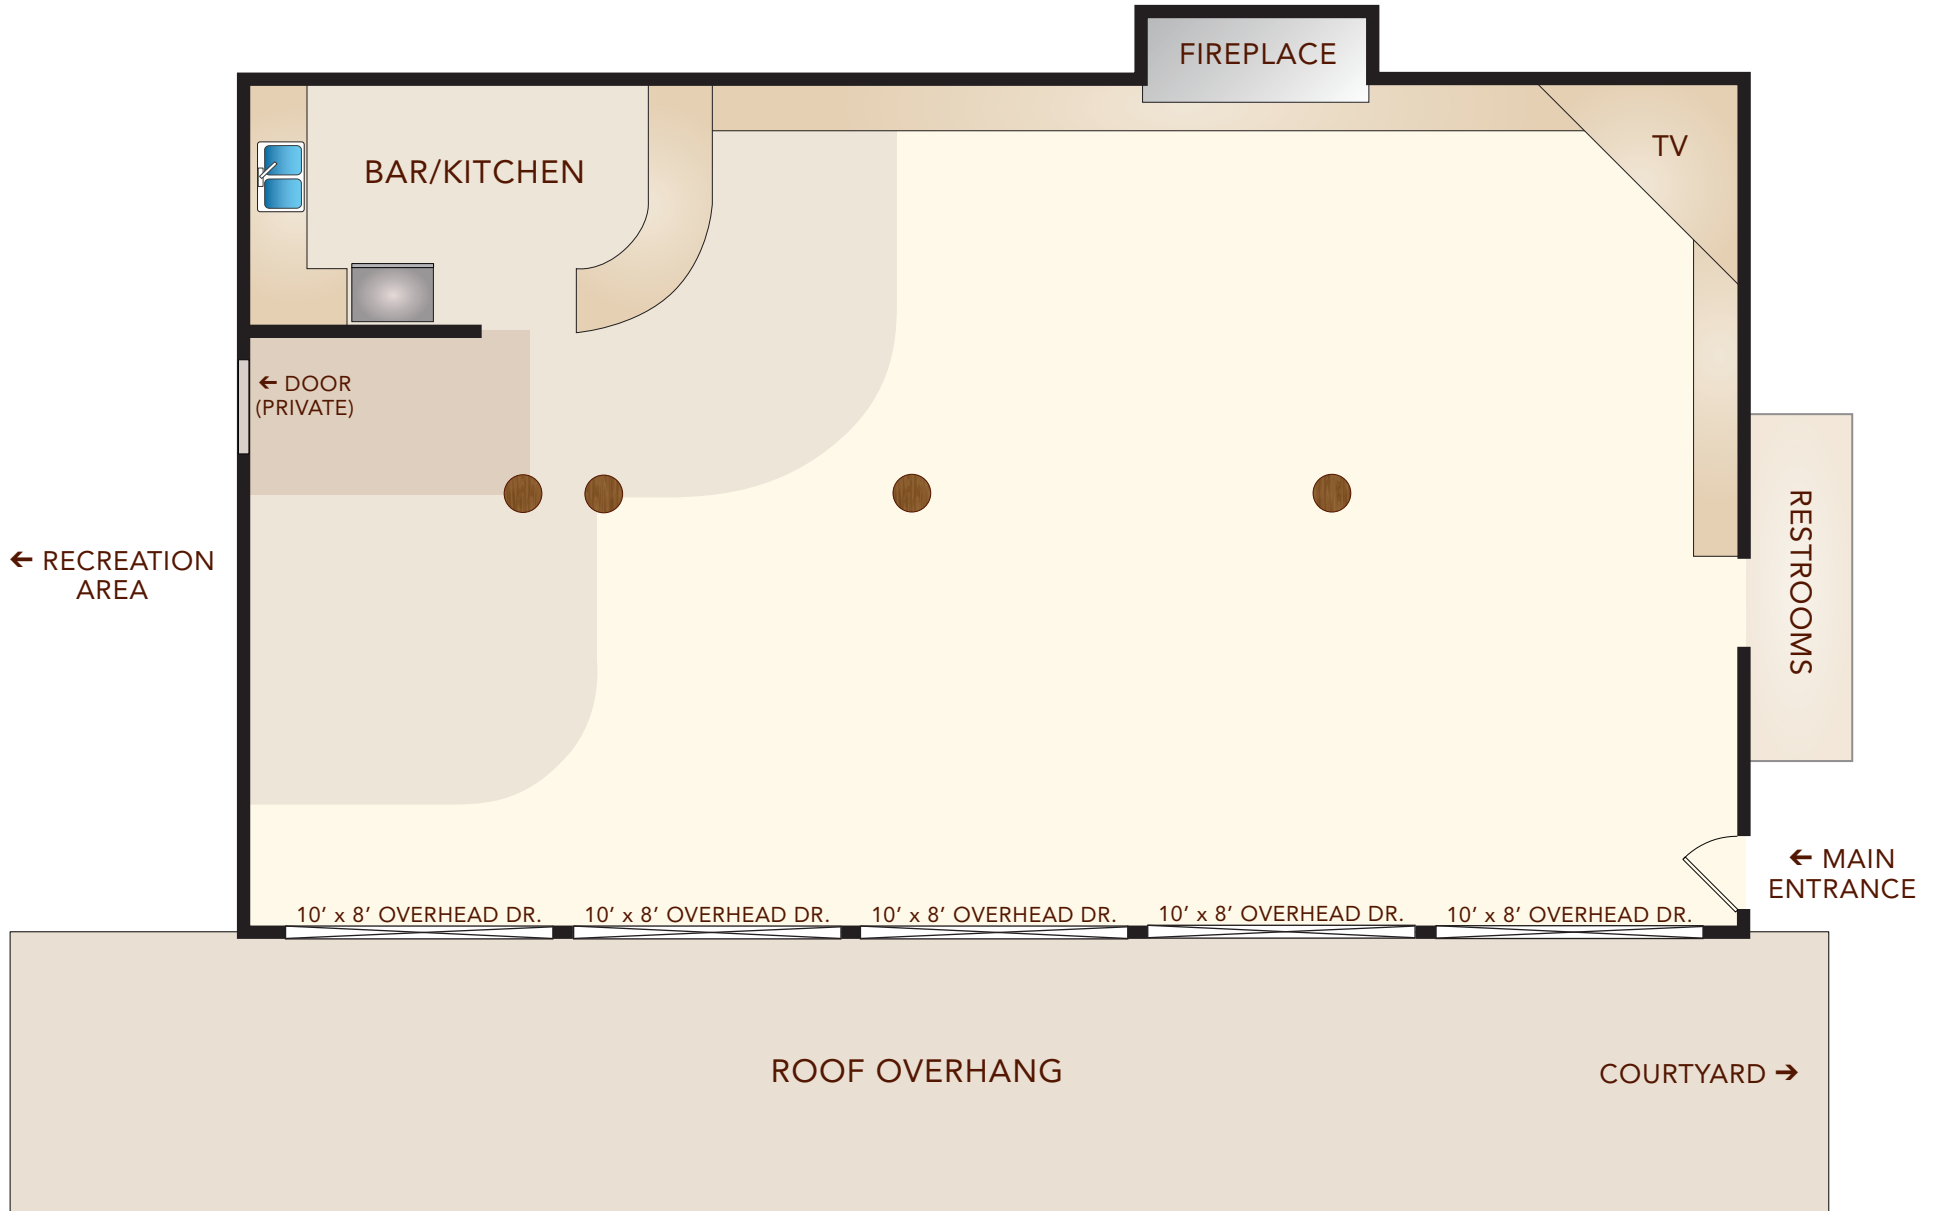 FIREPLACE
TV
BAR/KITCHEN
← DOOR
(PRIVATE)
← RECREATION
AREA
RESTROOMS
← MAIN
ENTRANCE
10’ x 8’ OVERHEAD DR.
10’ x 8’ OVERHEAD DR.
10’ x 8’ OVERHEAD DR.
10’ x 8’ OVERHEAD DR.
10’ x 8’ OVERHEAD DR.
ROOF OVERHANG
COURTYARD →